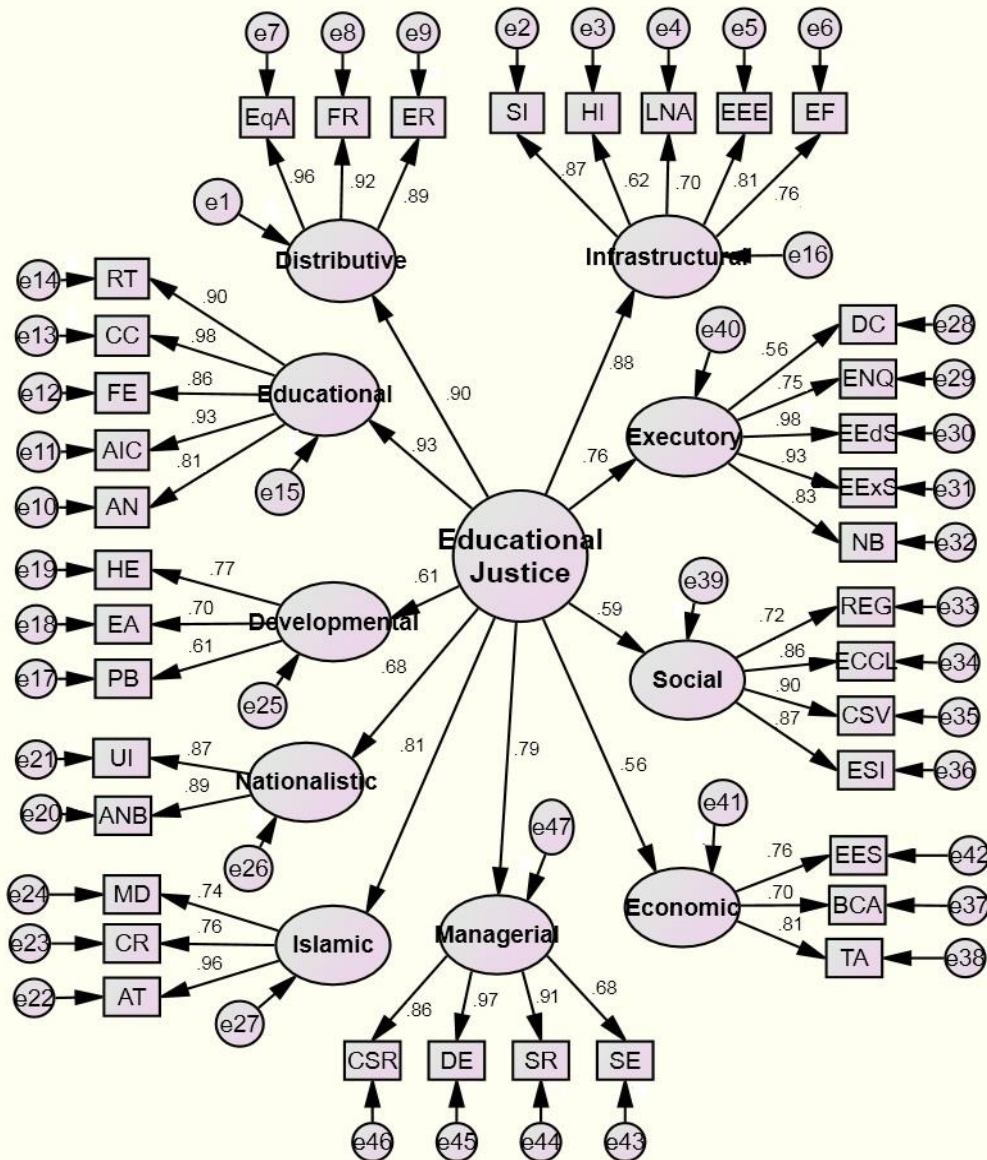 e7
e8
e9
e2
e3
e4
e5
e6
EqA
FR
ER
SI
HI
LNA
EEE
EF
.96
.92
.89
.87
.62
.70
.81
.76
e1
Distributive
Infrastructural
e16
e14
RT
.90
e13
CC
.98
e12
FE
.86
e11
AIC
.93
e10
AN
.81
Educational
e15
.90
.93
.88
.76
e40
Executory
.56
DC
e28
.75
ENQ
e29
.98
EEdS
e30
.93
EExS
e31
.83
NB
e32
Educational
Justice
e19
HE
.77
e18
EA
.70
e17
PB
.61
Developmental
e25
.61
.59
e39
Social
.72
REG
e33
.86
ECCL
e34
.90
CSV
e35
.87
ESI
e36
.68
e21
UI
.87
e20
ANB
.89
Nationalistic
e26
.81
.79
.56
e41
e47
e24
MD
.74
e23
CR
.76
e22
AT
.96
Islamic
e27
Managerial
Economic
.76
EES
e42
.70
BCA
e37
.81
TA
e38
.86
.97
.91
.68
CSR
DE
SR
SE
e46
e45
e44
e43